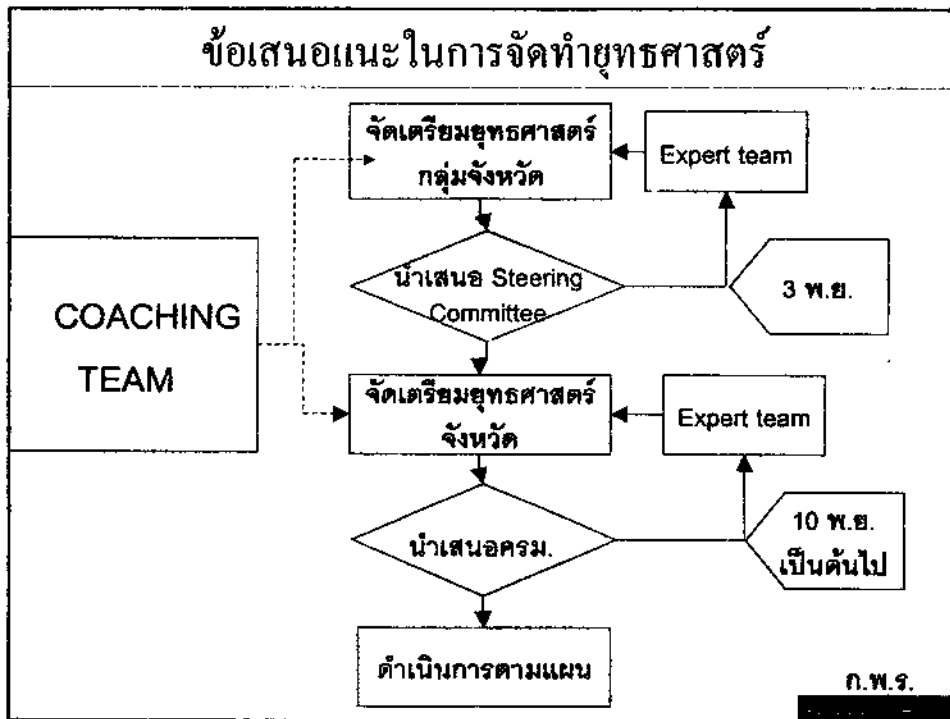 ข้อเสนอแนะในการจัดทำยุทธศาสตร์
จัดเตรียมยุทธศาสตร์
กลุ่มจังหวัด
Expert team
นำเสนอ Steering
Committee
3 พ.ย.
COACHING
TEAM
จัดเตรียมยุทธศาสตร์
จังหวัด
Expert team
นำเสนอครม.
10 พ.ย.
เป็นต้นไป
ดำเนินการตามแผน
ก.พ.ร.